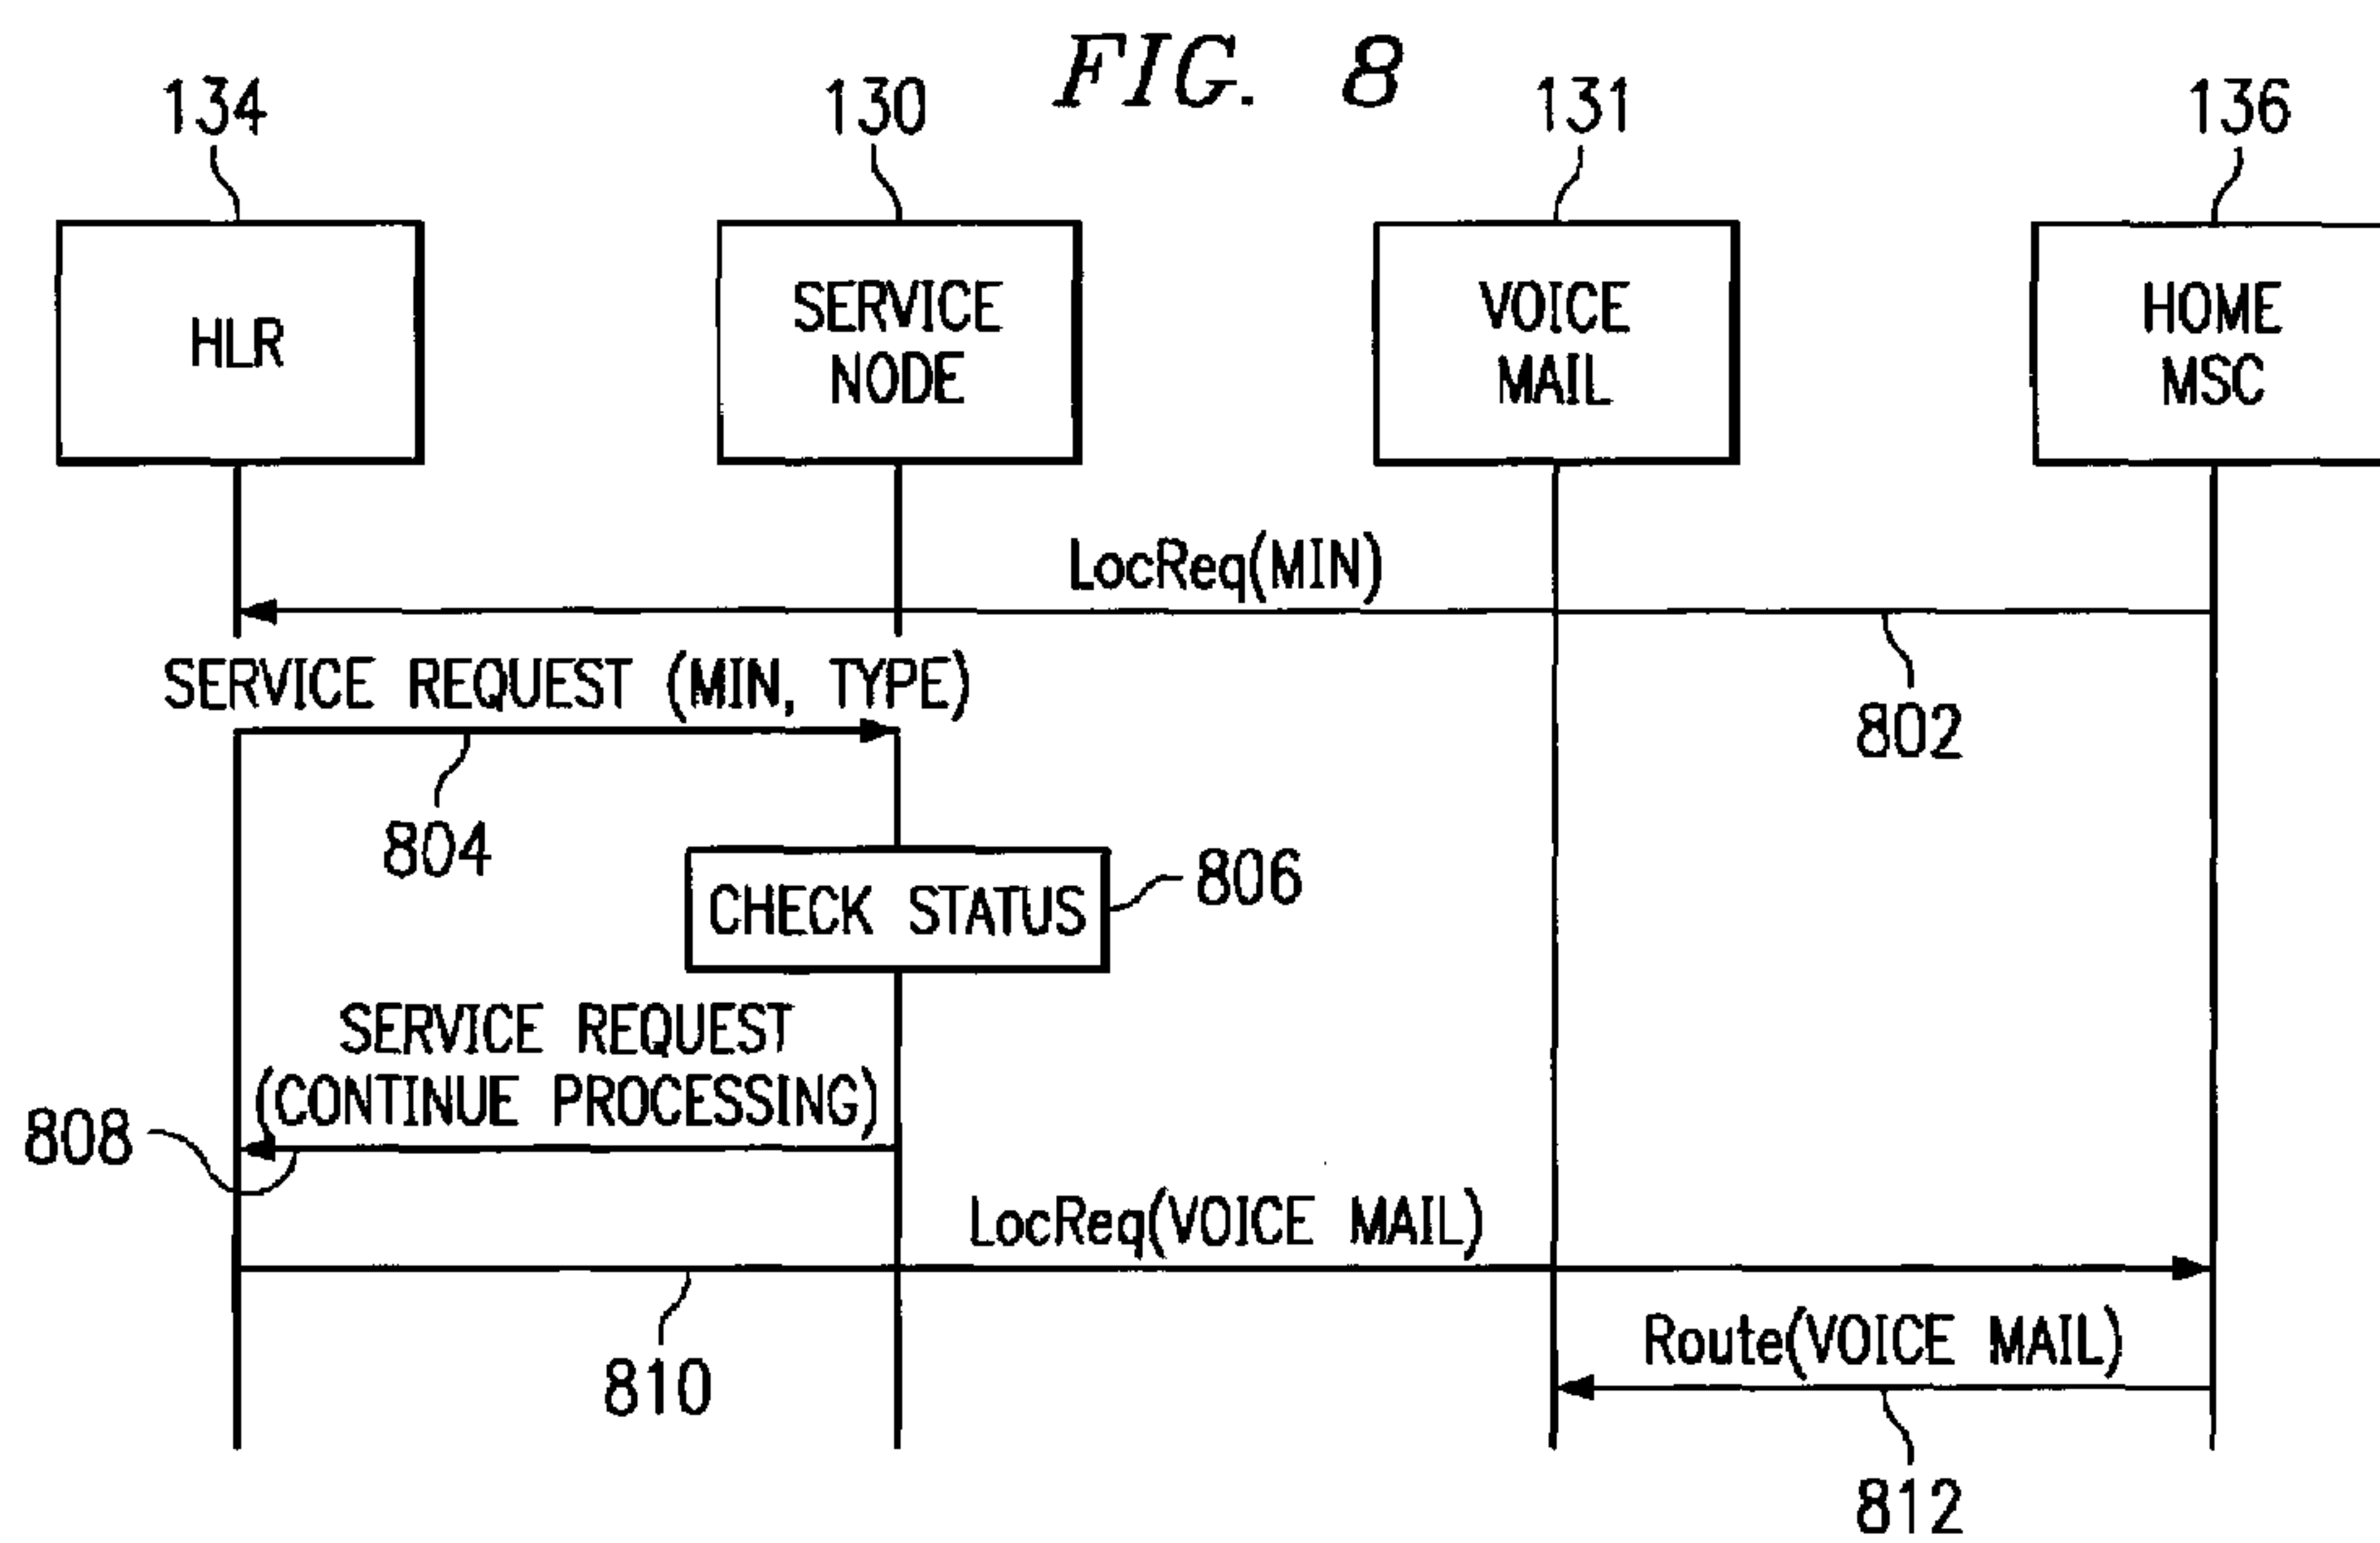 FIG. 8
134
130
131
136
HLR
SERVICE
NODE
VOICE
MAIL
HOME
MSC
LocReq(MIN)
802
SERVICE REQUEST (MIN, TYPE)
804
CHECK STATUS
806
SERVICE REQUEST
(CONTINUE PROCESSING)
808
LocReq(VOICE MAIL)
810
Route(VOICE MAIL)
812